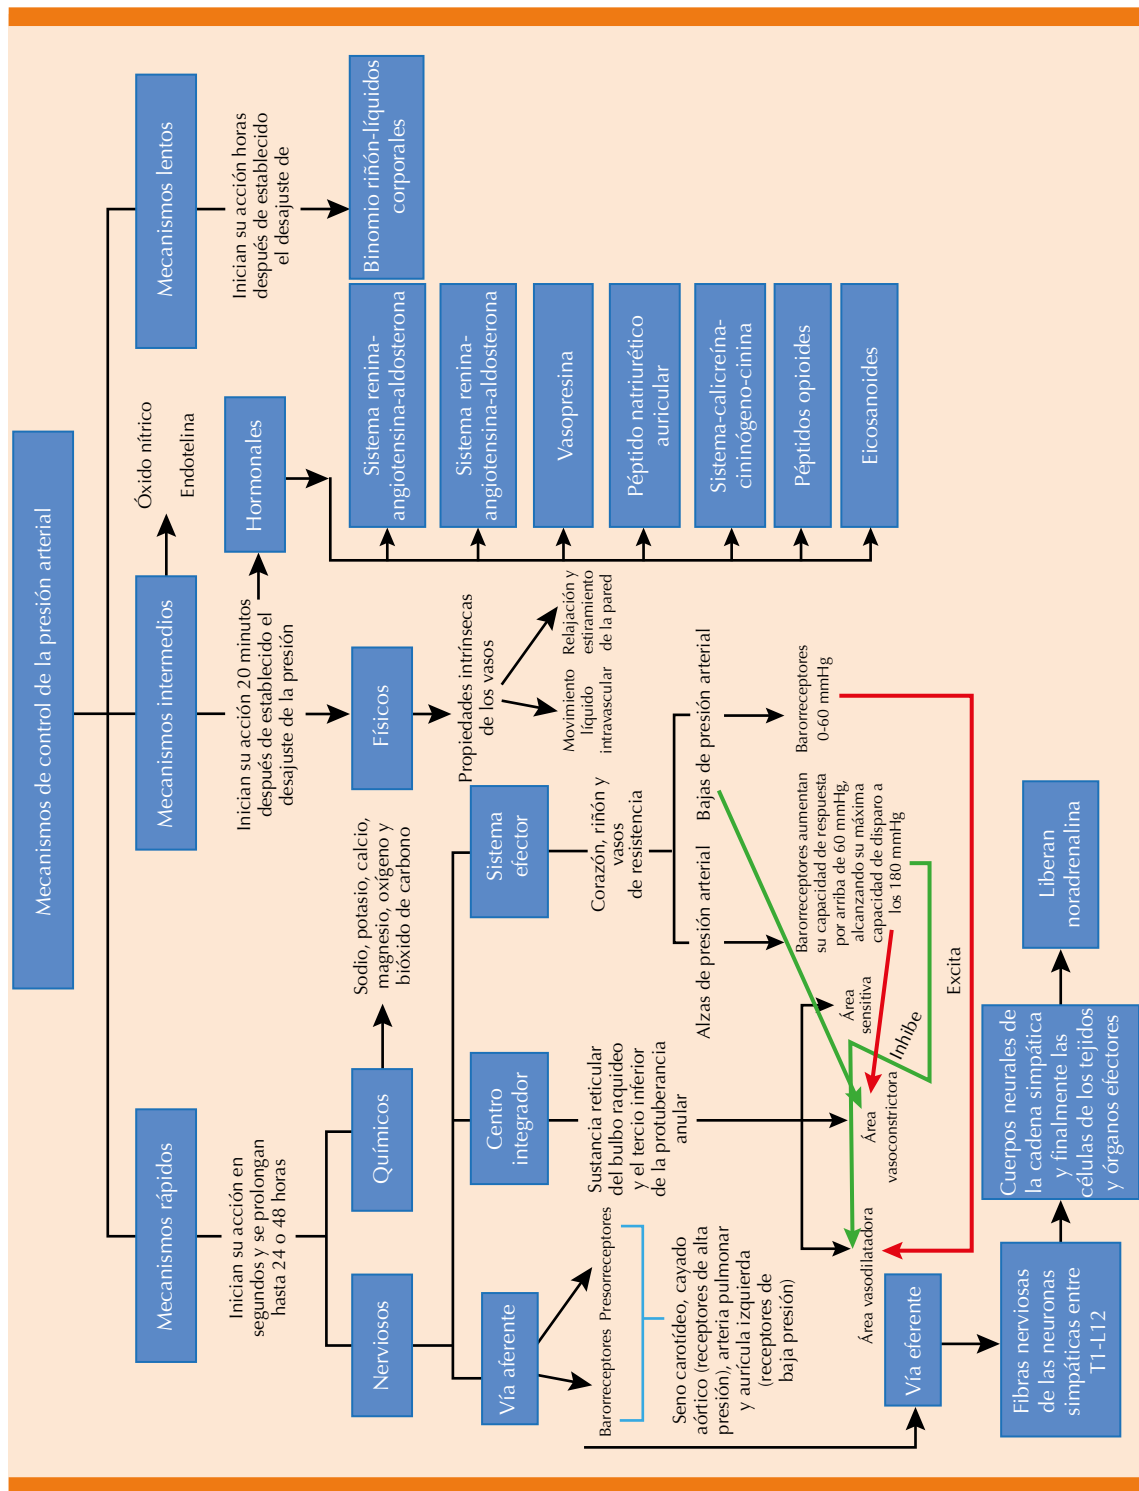 Mecanismos de control de la presión arterial
Mecanismos rápidos
Inician su acción en
segundos y se prolongan
hasta 24 o 48 horas
Nerviosos
Químicos
Sodio, potasio, calcio,
magnesio, oxígeno y
bióxido de carbono
Vía aferente
Barorreceptores
Presorreceptores
Seno carotídeo, cayado
aórtico (receptores de alta
presión), arteria pulmonar
y aurícula izquierda
(receptores de
baja presión)
Centro
integrador
Sustancia reticular
del bulbo raquideo
y el tercio inferior
de la protuberancia
anular
Área vasodilatadora
Área
vasoconstrictora
Área
sensitiva
Inhibe
Excita
Sistema
efector
Corazón, riñón y
vasos
de resistencia
Alzas de presión arterial
Bajas de presión arterial
Barorreceptores aumentan
su capacidad de respuesta
por arriba de 60 mmHg,
alcanzando su máxima
capacidad de disparo a
los 180 mmHg
Barorreceptores
0-60 mmHg
Vía eferente
Fibras nerviosas
de las neuronas
simpáticas entre
T1-L12
Cuerpos neurales de
la cadena simpática
y finalmente las
células de los tejidos
y órganos efectores
Liberan
noradrenalina
Mecanismos intermedios
Óxido nítrico
Endotelina
Inician su acción 20 minutos
después de establecido el
desajuste de la presión
Físicos
Propiedades intrínsecas
de los vasos
Movimiento
líquido
intravascular
Relajación y
estiramiento
de la pared
Hormonales
Sistema renina-
angiotensina-aldosterona
Sistema renina-
angiotensina-aldosterona
Vasopresina
Péptido natriurético
auricular
Sistema-calicreína-
cininógeno-cinina
Péptidos opioides
Eicosanoides
Mecanismos lentos
Inician su acción horas
después de establecido
el desajuste de
Binomio riñón-líquidos
corporales